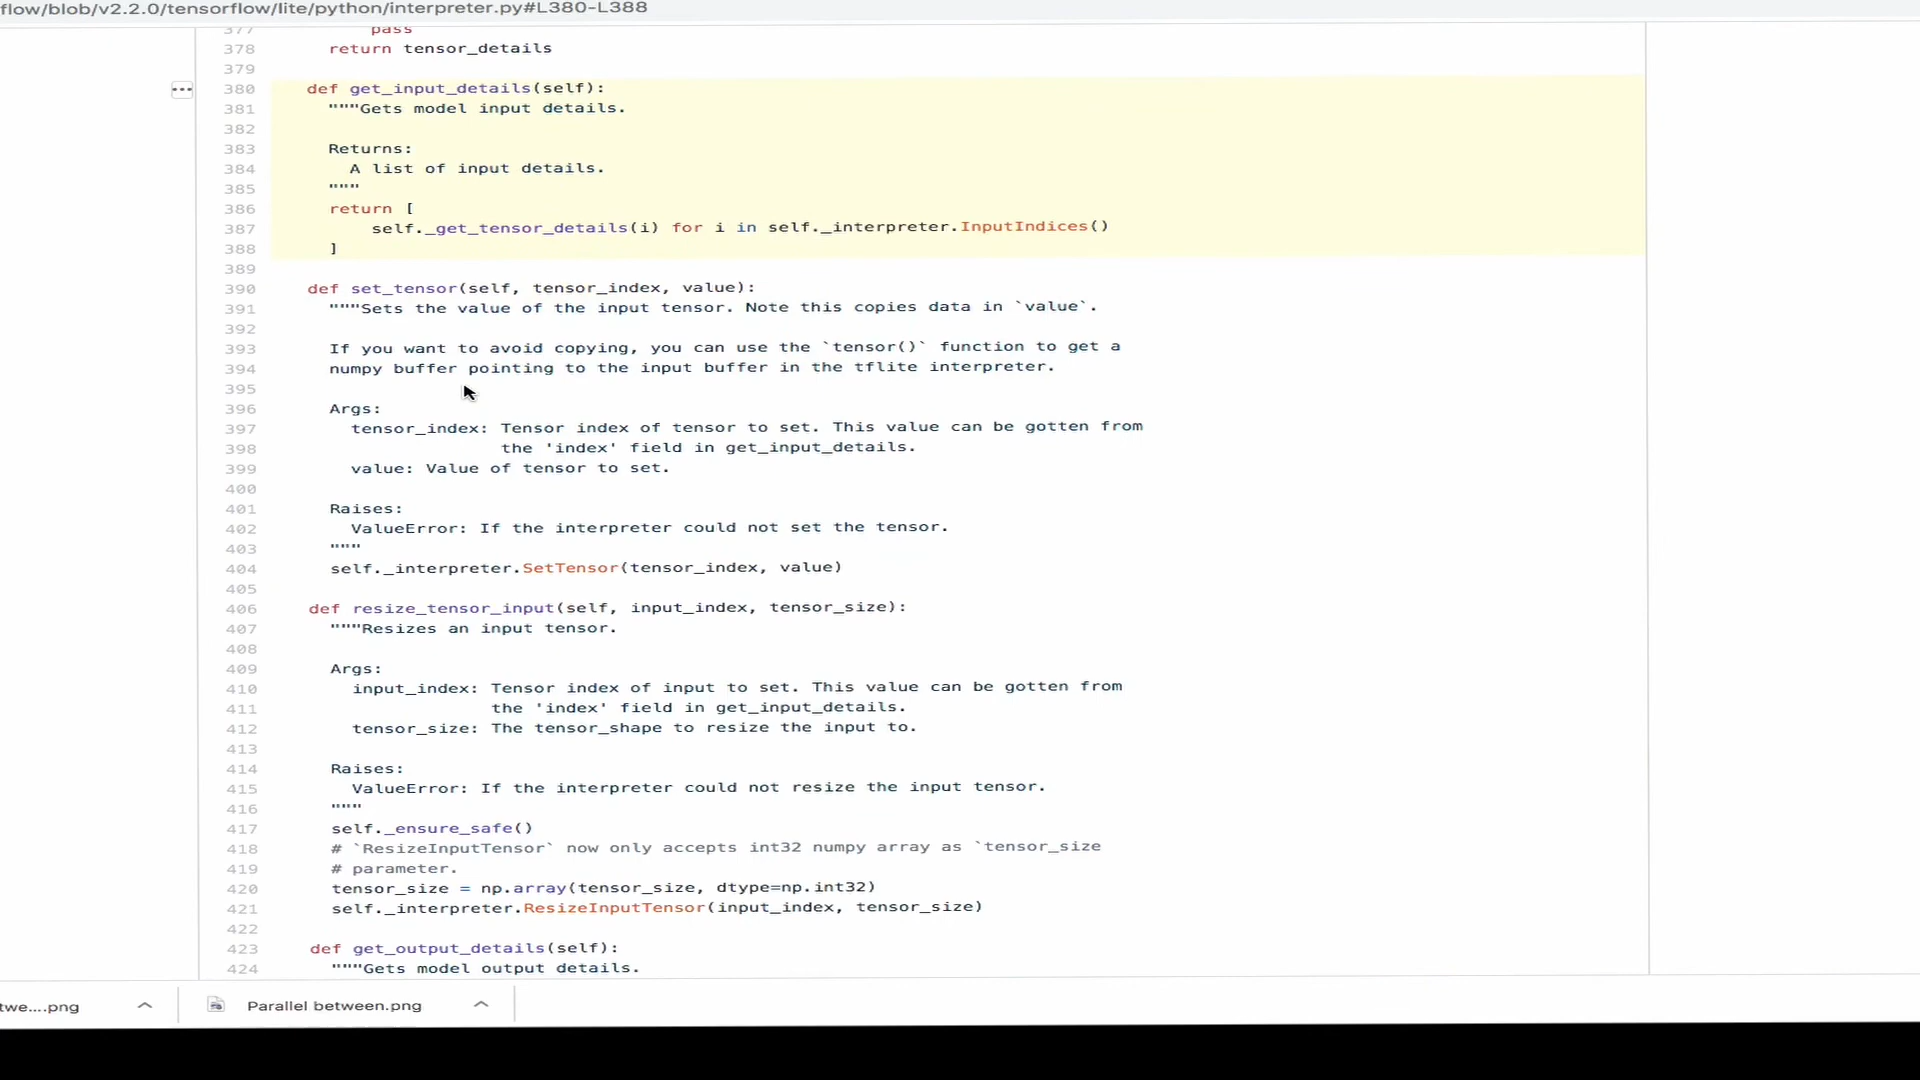 flow/blob/v2.2.0/tensorflow/lite/python/interpreter.py#L380-L388
377 pass
378 return tensor_details
379
380 def get_input_details(self):
381 """Gets model input details.
382
383 Returns:
384 A list of input details.
385 """
386 return [
387 self._get_tensor_details(i) for i in self._interpreter.InputIndices()
388 ]
389
390 def set_tensor(self, tensor_index, value):
391 """Sets the value of the input tensor. Note this copies data in `value`.
392
393 If you want to avoid copying, you can use the `tensor()` function to get a
394 numpy buffer pointing to the input buffer in the tflite interpreter.
395
396 Args:
397 tensor_index: Tensor index of tensor to set. This value can be gotten from
398 the 'index' field in get_input_details.
399 value: Value of tensor to set.
400
401 Raises:
402 ValueError: If the interpreter could not set the tensor.
403 """
404 self._interpreter.SetTensor(tensor_index, value)
405
406 def resize_tensor_input(self, input_index, tensor_size):
407 """Resizes an input tensor.
408
409 Args:
410 input_index: Tensor index of input to set. This value can be gotten from
411 the 'index' field in get_input_details.
412 tensor_size: The tensor_shape to resize the input to.
413
414 Raises:
415 ValueError: If the interpreter could not resize the input tensor.
416 """
417 self._ensure_safe()
418 # `ResizeInputTensor` now only accepts int32 numpy array as `tensor_size
419 # parameter.
420 tensor_size = np.array(tensor_size, dtype=np.int32)
421 self._interpreter.ResizeInputTensor(input_index, tensor_size)
422
423 def get_output_details(self):
424 """Gets model output details.
twe....png
Parallel between.png